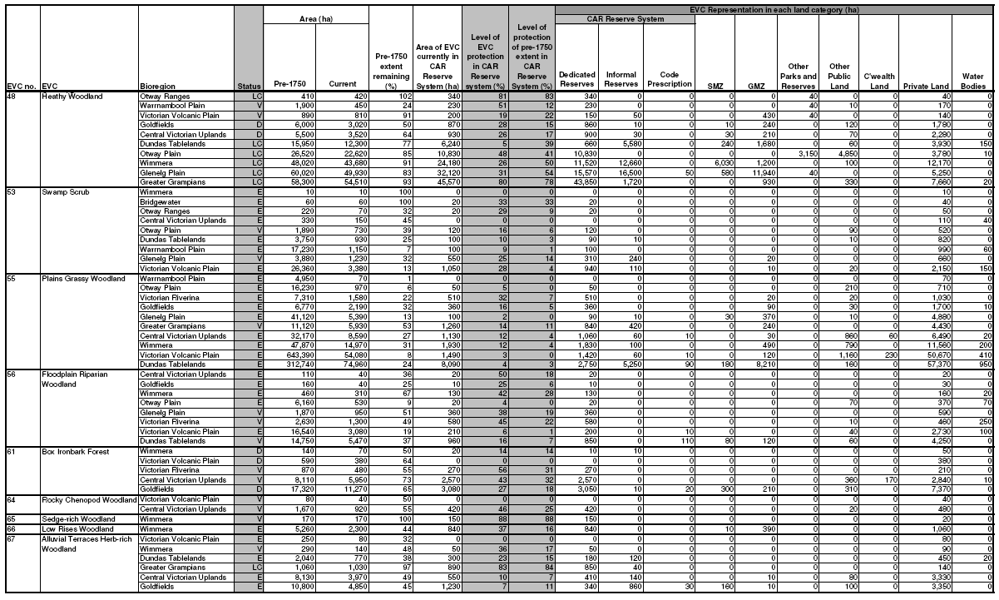 EVC Representation in each land category (ha)
Area (ha) CAR Reserve System
EVC no. EVC Bioregion Status Pre-1750 Current Pre-1750 extent remaining (%) Area of EVC currently in CAR Reserve System (ha) Level of EVC protection in CAR Reserve system (%) Level of protection of pre-1750 extent in CAR Reserve System (%) Dedicated Reserves Informal Reserves Code Prescription SMZ GMZ Other Parks and Reserves Other Public Land C'wealth Land Private Land Water Bodies
48 Heathy Woodland Otway Ranges LC 410 420 102 340 81 83 340 0 0 0 0 40 0 0 40 0
Warrnambool Plain V 1,900 450 24 230 51 12 230 0 0 0 0 40 10 0 170 0
Victorian Volcanic Plain V 890 810 91 200 19 22 150 50 0 0 430 40 0 0 140 0
Goldfields D 6,000 3,020 50 870 28 15 860 10 0 10 240 0 120 0 1,780 0
Central Victorian Uplands D 5,500 3,520 64 930 26 17 900 30 0 30 210 0 70 0 2,280 0
Dundas Tablelands LC 15,950 12,300 77 6,240 5 39 660 5,580 0 240 1,680 0 60 0 3,930 150
Otway Plain LC 26,520 22,620 85 10,830 48 41 10,830 0 0 0 0 3,150 4,850 0 3,780 10
Wimmera LC 48,020 43,680 91 24,180 26 50 11,520 12,660 0 6,030 1,200 0 100 0 12,170 0
Glenelg Plain LC 60,020 49,930 83 32,120 31 54 15,570 16,500 50 580 11,940 40 0 0 5,250 0
Greater Grampians LC 58,300 54,510 93 45,570 80 78 43,850 1,720 0 0 930 0 330 0 7,660 20
53 Swamp Scrub Wimmera E 10 10 100 0 0 0 0 0 0 0 0 0 0 0 10 0
Bridgewater E 60 60 100 20 33 33 20 0 0 0 0 0 0 0 40 0
Otway Ranges E 220 70 32 20 29 9 20 0 0 0 0 0 0 0 50 0
Central Victorian Uplands E 330 150 45 0 0 0 0 0 0 0 0 0 0 0 110 40
Otway Plain V 1,890 730 39 120 16 6 120 0 0 0 0 0 90 0 520 0
Dundas Tablelands E 3,750 930 25 100 10 3 90 10 0 0 0 0 10 0 820 0
Warrnambool Plain E 17,230 1,150 7 100 9 1 100 0 0 0 0 0 0 0 990 60
Glenelg Plain V 3,880 1,230 32 550 25 14 310 240 0 0 20 0 0 0 660 0
Victorian Volcanic Plain E 26,360 3,380 13 1,050 28 4 940 110 0 0 10 0 20 0 2,150 150
55 Plains Grassy Woodland Warrnambool Plain E 4,950 70 1 0 0 0 0 0 0 0 0 0 0 0 70 0
Otway Plain E 16,230 970 6 50 5 0 50 0 0 0 0 0 210 0 710 0
Victorian Riverina E 7,310 1,580 22 510 32 7 510 0 0 0 20 0 20 0 1,030 0
Goldfields E 6,770 2,190 32 360 16 5 360 0 0 0 90 0 30 0 1,700 10
Glenelg Plain E 41,120 5,390 13 100 2 0 90 10 0 30 370 0 10 0 4,880 0
Greater Grampians V 11,120 5,930 53 1,260 14 11 840 420 0 0 240 0 0 0 4,430 0
Central Victorian Uplands E 32,170 8,590 27 1,130 12 4 1,060 60 10 0 30 0 860 60 6,490 20
Wimmera E 47,870 14,970 31 1,930 12 4 1,830 100 0 0 490 0 790 0 11,560 200
Victorian Volcanic Plain E 643,390 54,080 8 1,490 3 0 1,420 60 10 0 120 0 1,160 230 50,670 410
Dundas Tablelands E 312,740 74,960 24 8,090 4 3 2,750 5,250 90 180 8,210 0 160 0 57,370 950
56 Floodplain Riparian Central Victorian Uplands E 110 40 36 20 50 18 20 0 0 0 0 0 0 0 20 0
Woodland Goldfields E 160 40 25 10 25 6 10 0 0 0 0 0 0 0 30 0
Wimmera E 460 310 67 130 42 28 130 0 0 0 0 0 0 0 160 20
Otway Plain E 6,160 530 9 20 4 0 20 0 0 0 0 0 70 0 370 70
Glenelg Plain V 1,870 950 51 360 38 19 360 0 0 0 0 0 0 0 590 0
Victorian Riverina V 2,630 1,300 49 580 45 22 580 0 0 0 0 0 10 0 460 250
Victorian Volcanic Plain E 16,540 3,080 19 210 6 1 200 0 10 0 0 0 40 0 2,730 100
Dundas Tablelands V 14,750 5,470 37 960 16 7 850 0 110 80 120 0 60 0 4,250 0
61 Box Ironbark Forest Wimmera D 140 70 50 20 14 14 10 10 0 0 0 0 0 0 50 0
Victorian Volcanic Plain D 590 380 64 0 0 0 0 0 0 0 0 0 0 0 380 0
Victorian Riverina V 870 480 55 270 56 31 270 0 0 0 0 0 0 0 210 0
Central Victorian Uplands V 8,110 5,950 73 2,570 43 32 2,570 0 0 0 0 0 360 170 2,840 10
Goldfields D 17,320 11,270 65 3,080 27 18 3,050 10 20 300 210 0 310 0 7,370 0
64 Rocky Chenopod Woodland Victorian Volcanic Plain V 80 40 50 0 0 0 0 0 0 0 0 0 0 0 40 0
Central Victorian Uplands V 1,670 920 55 420 46 25 420 0 0 0 0 0 20 0 480 0
65 Sedge-rich Woodland Wimmera V 170 170 100 150 88 88 150 0 0 0 0 0 0 0 20 0
66 Low Rises Woodland Wimmera E 5,260 2,300 44 840 37 16 840 0 0 10 390 0 0 0 1,060 0
67 Alluvial Terraces Herb-rich Victorian Volcanic Plain E 250 80 32 0 0 0 0 0 0 0 0 0 0 0 80 0
Woodland Wimmera V 290 140 48 50 36 17 50 0 0 0 0 0 0 0 90 0
Dundas Tablelands E 2,040 770 38 300 23 15 180 120 0 0 0 0 0 0 450 20
Greater Grampians LC 1,060 1,030 97 890 83 84 850 40 0 0 0 0 0 0 140 0
Central Victorian Uplands E 8,130 3,970 49 550 10 7 410 140 0 0 10 0 80 0 3,330 0
Goldfields E 10,800 4,850 45 1,230 7 11 340 860 30 160 10 0 100 0 3,350 0